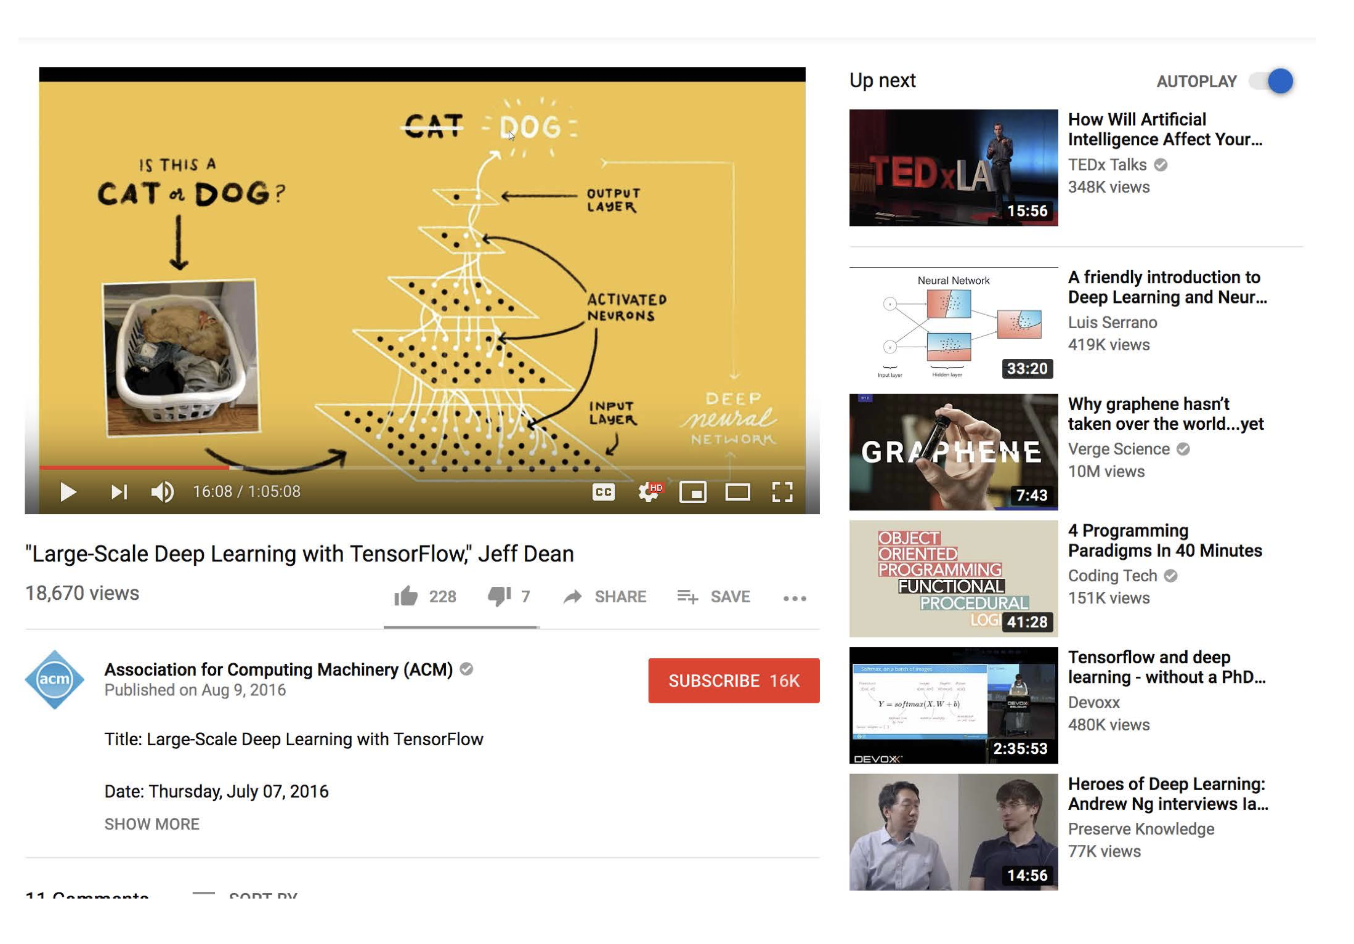 CAT DOG
IS THIS A
CAT or DOG?
OUTPUT
LAYER
ACTIVATED
NEURONS
INPUT
LAYER
DEEP
neural
NETWORK
CC
HD
16:08 / 1:05:08
"Large-Scale Deep Learning with TensorFlow," Jeff Dean
18,670 views
228
7
SHARE
SAVE
acm
Association for Computing Machinery (ACM)
Published on Aug 9, 2016
SUBSCRIBE 16K
Title: Large-Scale Deep Learning with TensorFlow
Date: Thursday, July 07, 2016
SHOW MORE
11 Comments
SORT BY
Up next
AUTOPLAY
TEDxLA
15:56
How Will Artificial
Intelligence Affect Your...
TEDx Talks
348K views
Neural Network
Input layer
Hidden layer
33:20
A friendly introduction to
Deep Learning and Neur...
Luis Serrano
419K views
GRAPHENE
7:43
Why graphene hasn't
taken over the world...yet
Verge Science
10M views
OBJECT
ORIENTED
PROGRAMMING
FUNCTIONAL
PROCEDURAL
LOGI
41:28
4 Programming
Paradigms In 40 Minutes
Coding Tech
151K views
Y = softmax(X.W + b)
DEVOXX
2:35:53
Tensorflow and deep
learning - without a PhD...
Devoxx
480K views
14:56
Heroes of Deep Learning:
Andrew Ng interviews Ia...
Preserve Knowledge
77K views